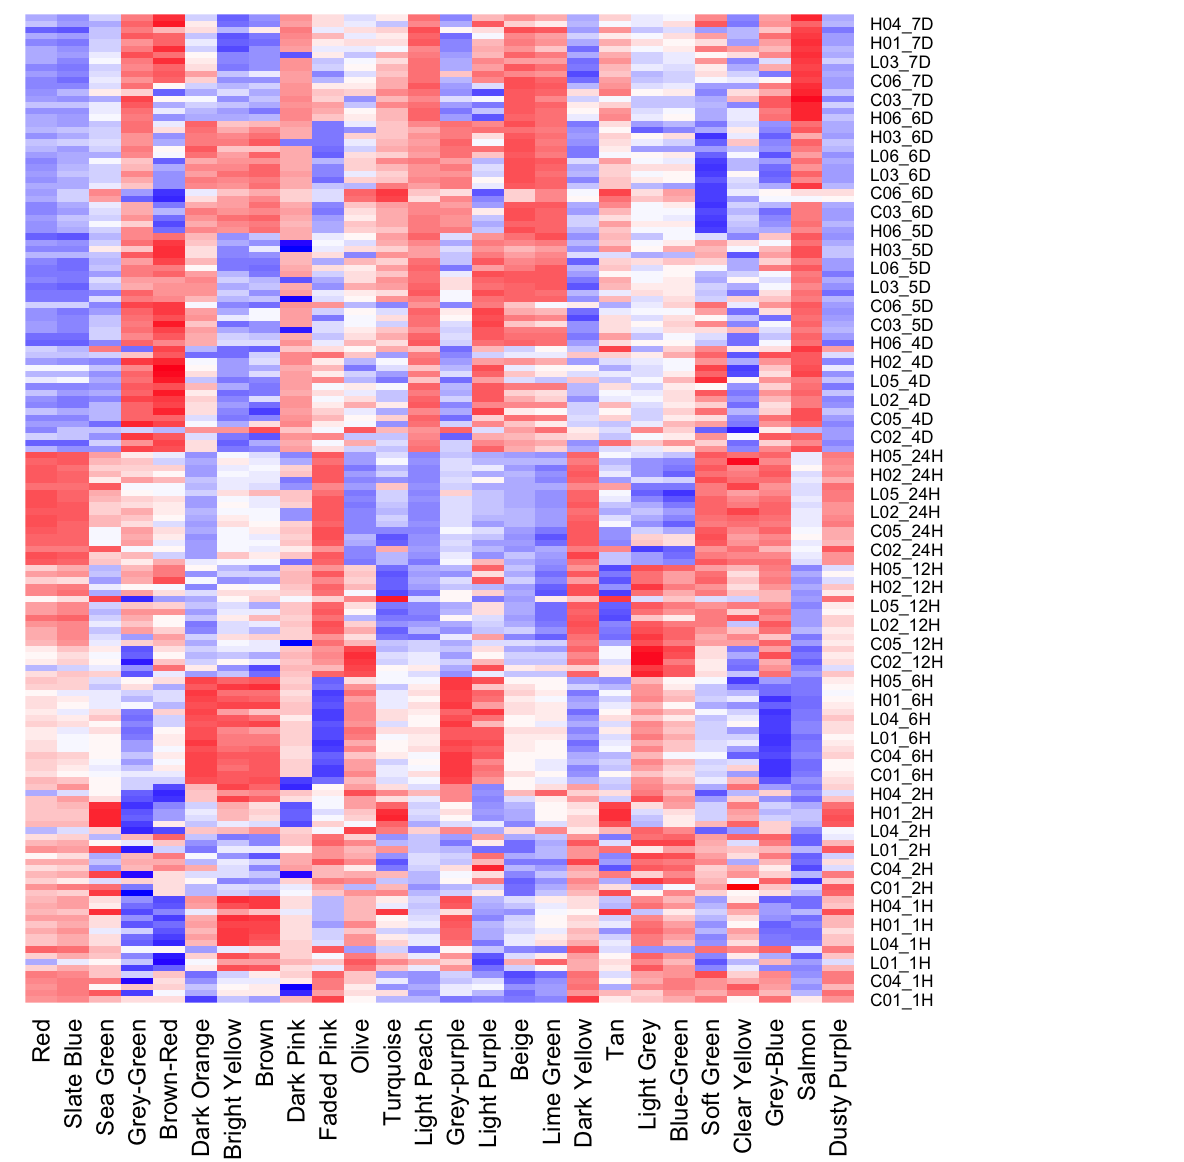 H04_7D
H01_7D
L03_7D
C06_7D
C03_7D
H06_6D
H03_6D
L06_6D
L03_6D
C06_6D
C03_6D
H06_5D
H03_5D
L06_5D
L03_5D
C06_5D
C03_5D
H06_4D
H02_4D
L05_4D
L02_4D
C05_4D
C02_4D
H05_24H
H02_24H
L05_24H
L02_24H
C05_24H
C02_24H
H05_12H
H02_12H
L05_12H
L02_12H
C05_12H
C02_12H
H05_6H
H01_6H
L04_6H
L01_6H
C04_6H
C01_6H
H04_2H
H01_2H
L04_2H
L01_2H
C04_2H
C01_2H
H04_1H
H01_1H
L04_1H
L01_1H
C04_1H
C01_1H
Red
Slate Blue
Sea Green
Grey-Green
Brown-Red
Dark Orange
Bright Yellow
Brown
Dark Pink
Faded Pink
Olive
Turquoise
Light Peach
Grey-purple
Light Purple
Beige
Lime Green
Dark Yellow
Tan
Light Grey
Blue-Green
Soft Green
Clear Yellow
Grey-Blue
Salmon
Dusty Purple